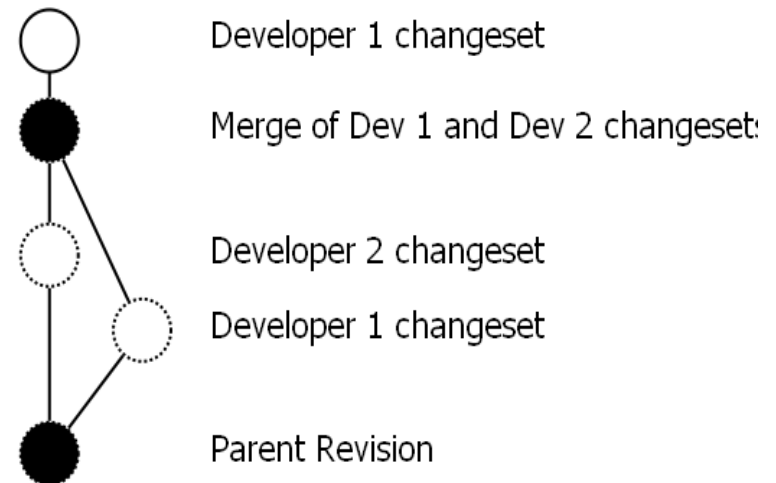 Developer 1 changeset
Merge of Dev 1 and Dev 2 changesets
Developer 2 changeset
Developer 1 changeset
Parent Revision